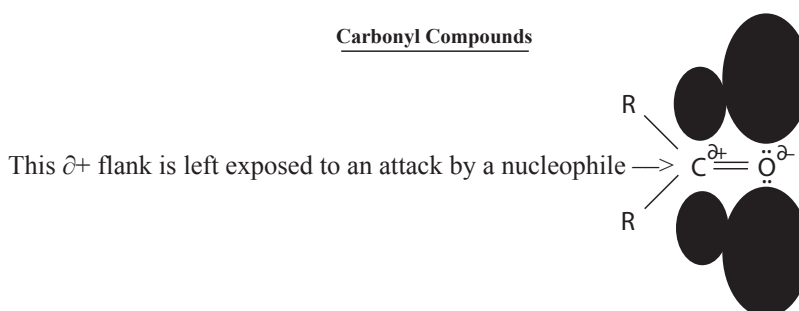 Carbonyl Compounds
R
This ∂+ flank is left exposed to an attack by a nucleophile —> C∂+ = Ö∂–
R